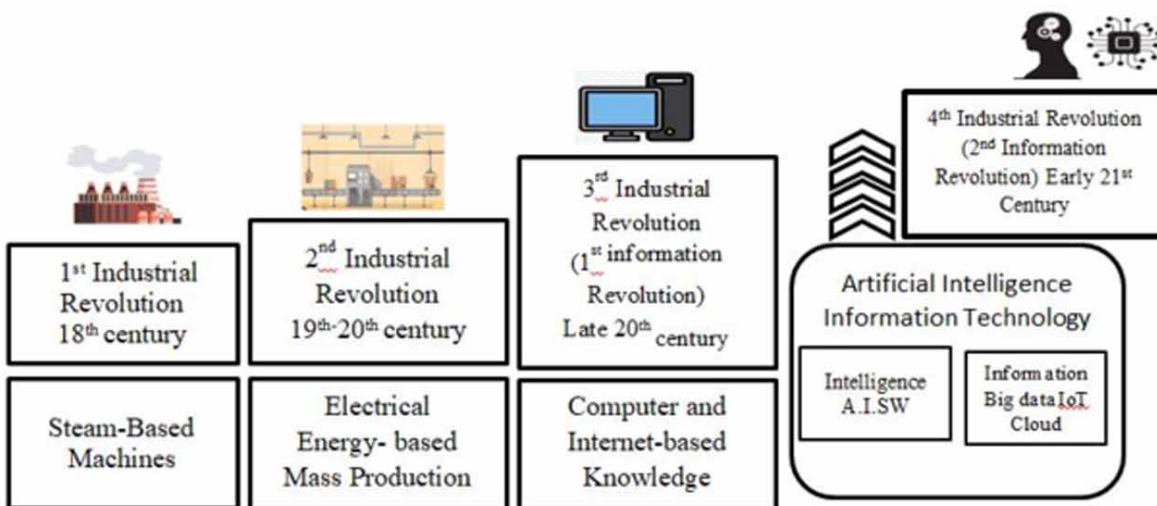 1st Industrial
Revolution
18th century
Steam-Based
Machines
2nd Industrial
Revolution
19th-20th century
Electrical
Energy- based
Mass Production
3rd Industrial
Revolution
(1st information
Revolution)
Late 20th century
Computer and
Internet-based
Knowledge
4th Industrial Revolution
(2nd Information
Revolution) Early 21st
Century
Artificial Intelligence
Information Technology
Intelligence
A.I.SW
Information
Big data IoT
Cloud